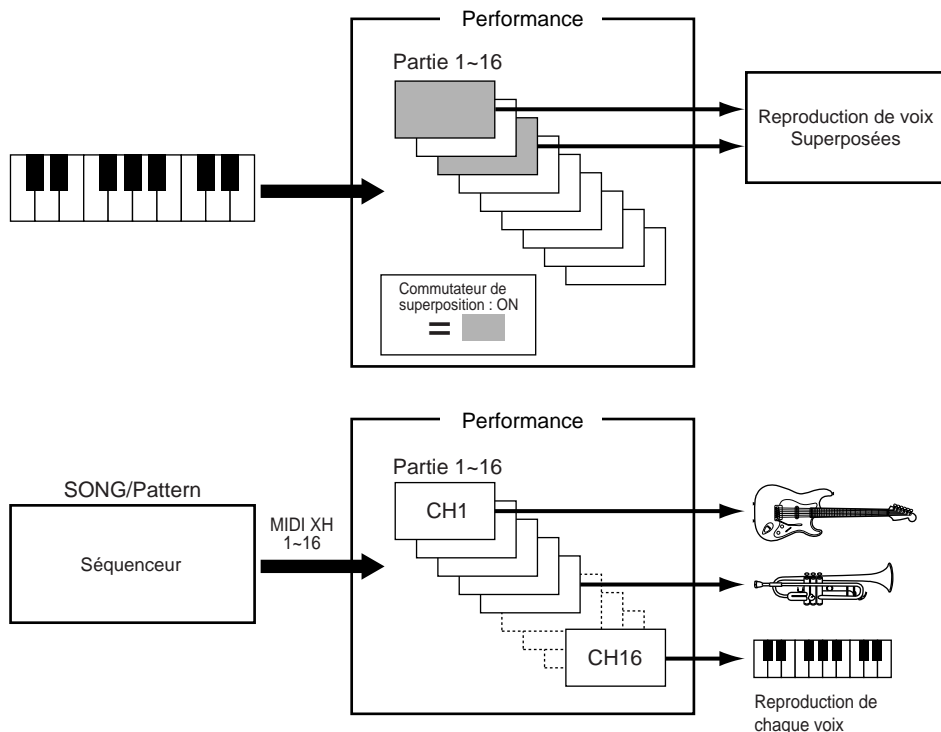 Performance
Partie 1~16
Reproduction de voix
Superposées
Commutateur de
superposition : ON
=
Performance
Partie 1~16
SONG/Pattern
CH1
MIDI XH
1~16
Séquenceur
CH16
Reproduction de
chaque voix